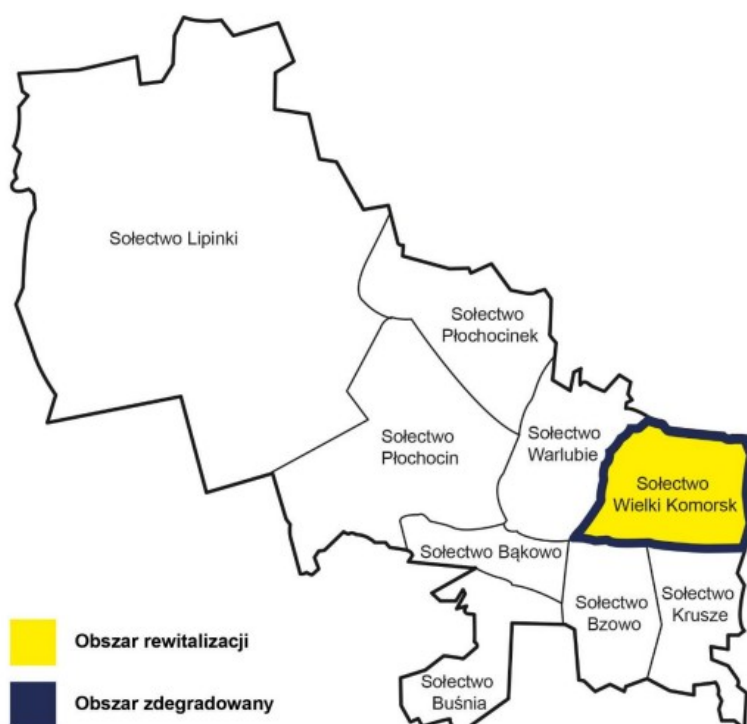 Sołectwo Lipinki
Sołectwo
Płochocinek
Sołectwo
Płochocin
Sołectwo
Warlubie
Sołectwo
Wielki Komorsk
Sołectwo Bąkowo
Sołectwo
Bzowo
Sołectwo
Krusze
Sołectwo
Buśnia
Obszar rewitalizacji
Obszar zdegradowany